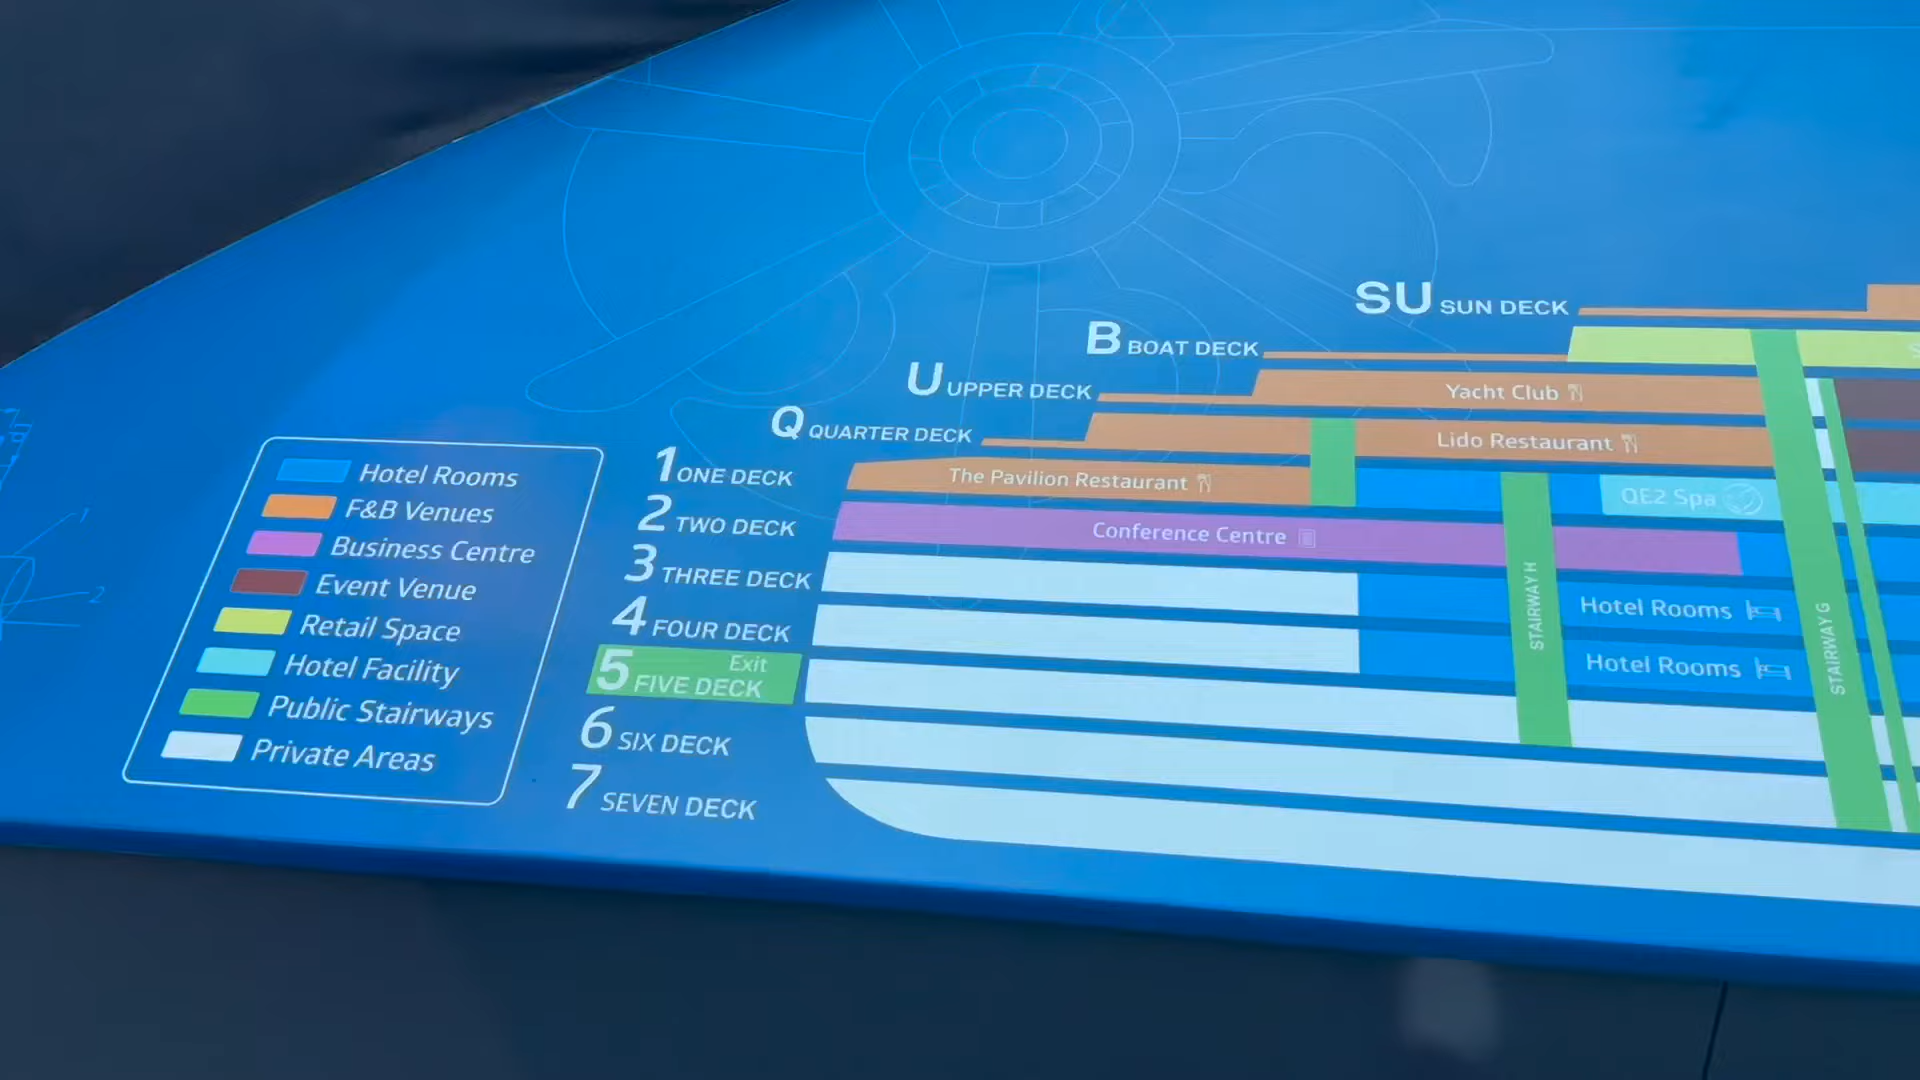 SU SUN DECK
B BOAT DECK
U UPPER DECK
Yacht Club
Q QUARTER DECK
Lido Restaurant
1 ONE DECK
The Pavilion Restaurant
QE2 Spa
2 TWO DECK
Conference Centre
3 THREE DECK
Hotel Rooms
4 FOUR DECK
Hotel Rooms
Exit
5 FIVE DECK
6 SIX DECK
7 SEVEN DECK
STAIRWAY H
STAIRWAY G
Hotel Rooms
F&B Venues
Business Centre
Event Venue
Retail Space
Hotel Facility
Public Stairways
Private Areas
1
2